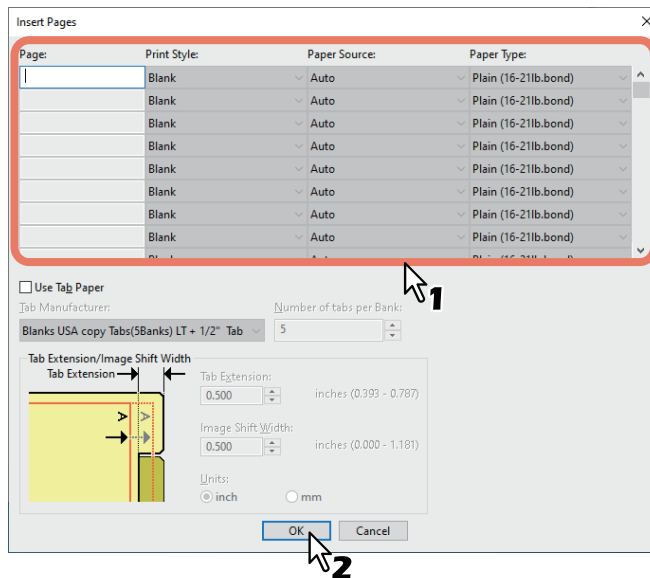 Insert Pages
Page: Print Style: Paper Source: Paper Type:
Blank Auto Plain (16-21lb.bond)
Blank Auto Plain (16-21lb.bond)
Blank Auto Plain (16-21lb.bond)
Blank Auto Plain (16-21lb.bond)
Blank Auto Plain (16-21lb.bond)
Blank Auto Plain (16-21lb.bond)
Blank Auto Plain (16-21lb.bond)
Blank Auto Plain (16-21lb.bond)
1
Use Tab Paper
Tab Manufacturer: Number of tabs per Bank:
Blanks USA copy Tabs(5Banks) LT + 1/2" Tab 5
Tab Extension/Image Shift Width
Tab Extension
Tab Extension:
0.500 inches (0.393 - 0.787)
A A
Image Shift Width:
0.500 inches (0.000 - 1.181)
Units:
inch mm
OK Cancel
2